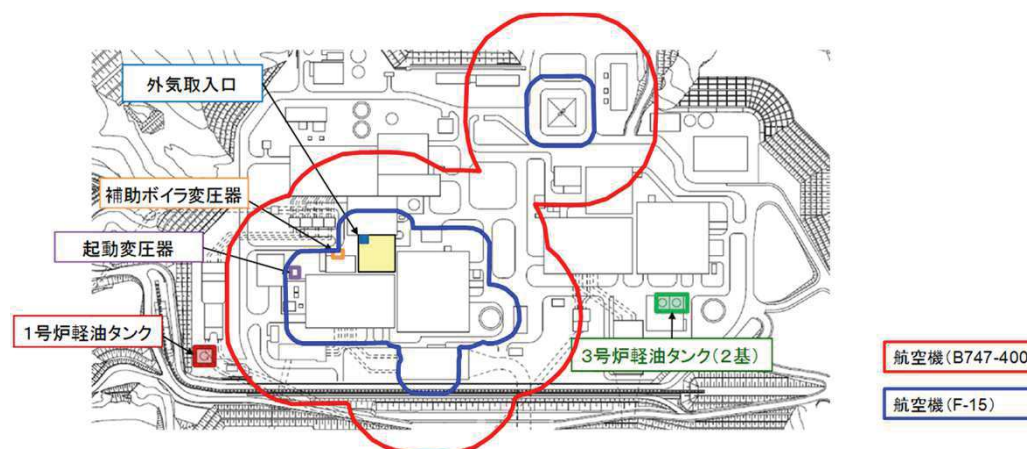 外気取入口
補助ボイラ変圧器
起動変圧器
1号炉軽油タンク
3号炉軽油タンク(2基)
航空機(B747-400
航空機(F-15)